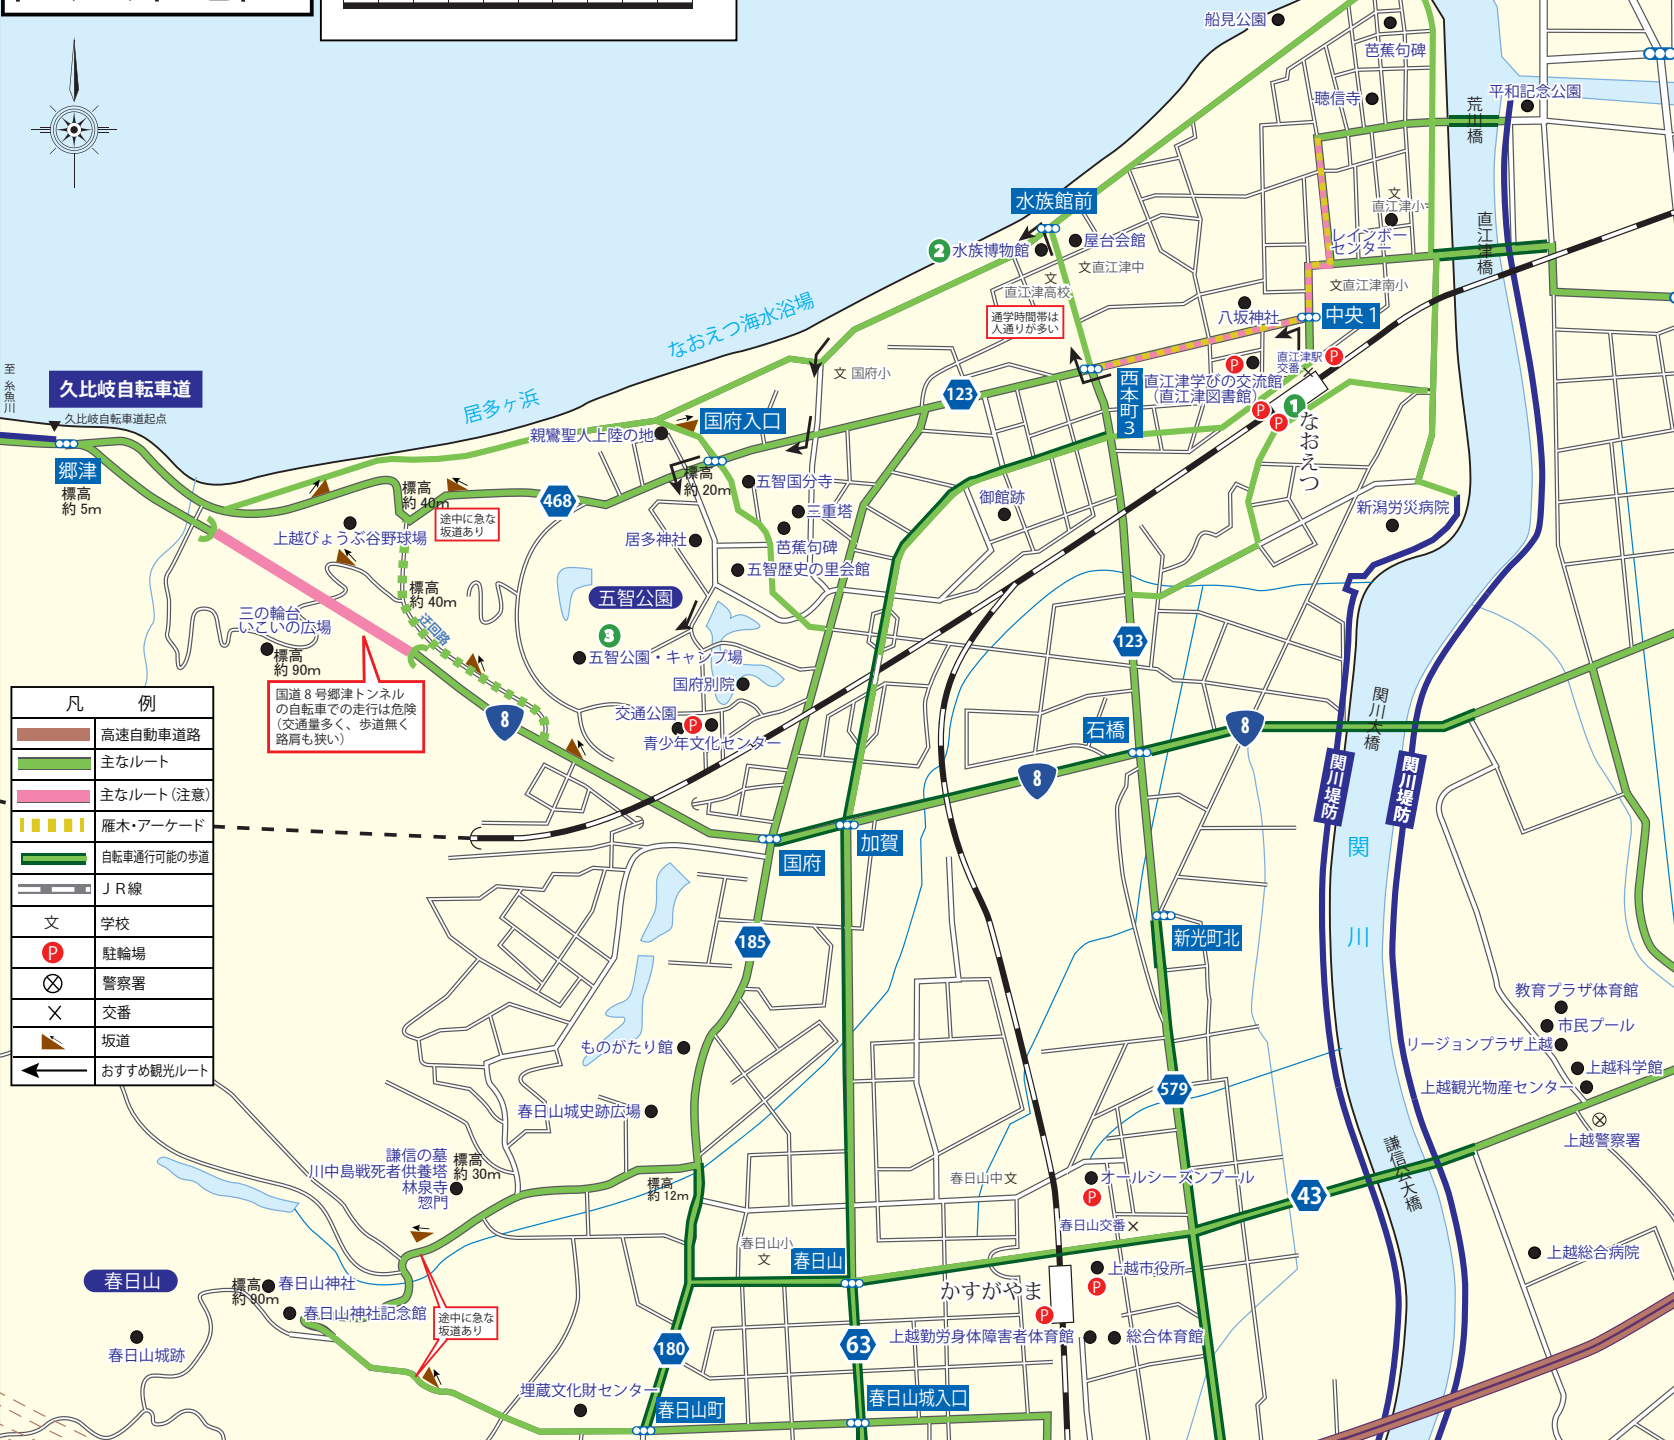 船見公園
芭蕉句碑
聴信寺
荒川橋
平和記念公園
水族館前
文
直江津小
直江津橋
屋台会館
水族博物館
2
レインボー
センター
文直江津中
文
直江津高校
文直江津南小
なおえつ海水浴場
通学時間帯は
人通りが多い
八坂神社
中央1
至 糸魚川
久比岐自転車道
久比岐自転車道起点
文 国府小
直江津駅
交番
P
P
西本町3
直江津学びの交流館
(直江津図書館)
P
P
1
なおえつ
123
居多ヶ浜
国府入口
親鸞聖人上陸の地
郷津
標高
約 5m
標高
約 40m
468
標高
約 20m
五智国分寺
御館跡
新潟労災病院
途中に急な
坂道あり
三重塔
上越びょうぶ谷野球場
居多神社
芭蕉句碑
五智歴史の里会館
標高
約 40m
五智公園
三の輪台
いこいの広場
迂回路
3
123
標高
約 90m
五智公園・キャンプ場
国府別院
国道8号郷津トンネル
の自転車での走行は危険
(交通量多く、歩道無く
路肩も狭い)
8
交通公園
P
青少年文化センター
石橋
8
関川大橋
8
関川堤防
関川堤防
凡例
高速自動車道路
主なルート
主なルート(注意)
雁木・アーケード
自転車通行可能の歩道
JR線
文
学校
P
駐輪場
警察署
交番
坂道
おすすめ観光ルート
国府
加賀
関川
185
新光町北
教育プラザ体育館
市民プール
リージョンプラザ上越
上越科学館
上越観光物産センター
ものがたり館
579
春日山城史跡広場
上越警察署
謙信公大橋
謙信の墓
川中島戦死者供養塔
林泉寺
惣門
標高
約 30m
標高
約 12m
春日山中文
オールシーズンプール
P
43
春日山交番
春日山小
文
春日山
上越総合病院
春日山
標高
約 90m
春日山神社
春日山神社記念館
かすがやま
上越市役所
P
P
途中に急な
坂道あり
上越勤労身体障害者体育館
総合体育館
春日山城跡
180
63
埋蔵文化財センター
春日山町
春日山城入口